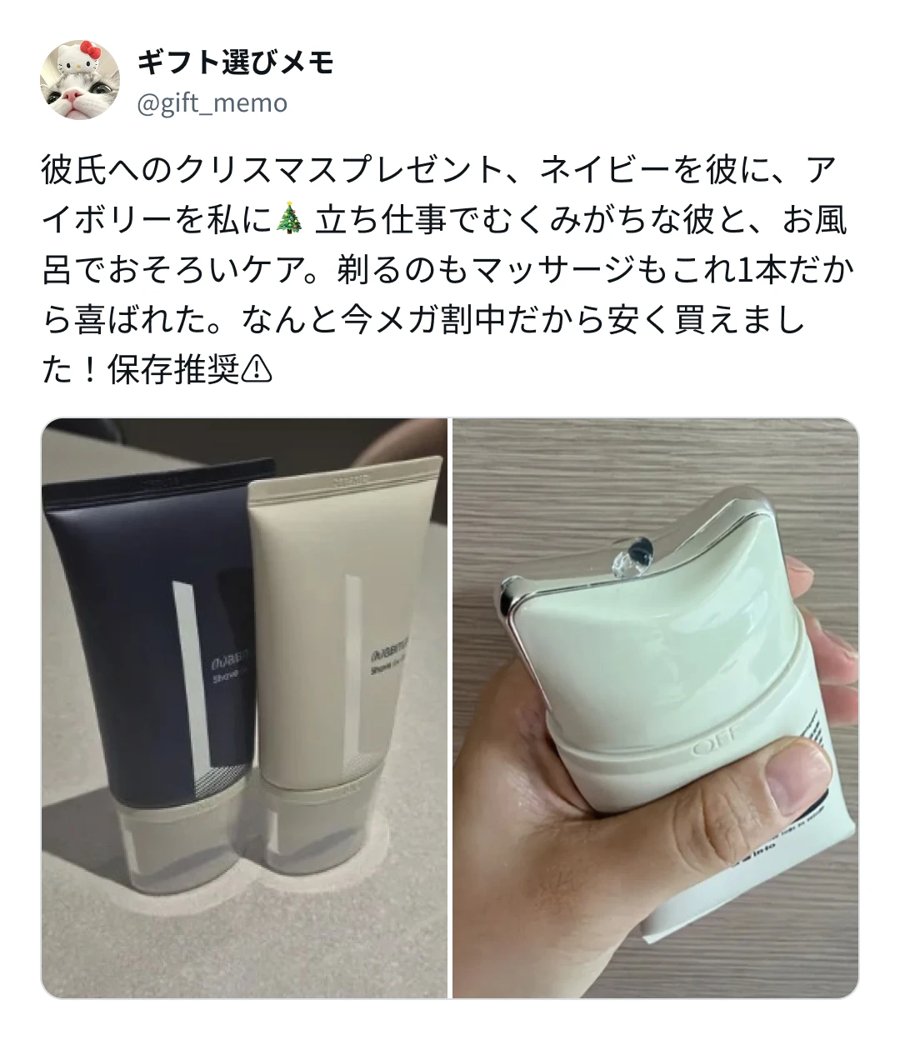 ギフト選びメモ
@gift_memo
彼氏へのクリスマスプレゼント、ネイビーを彼に、ア
イボリーを私に🎄 立ち仕事でむくみがちな彼と、お風
呂でおそろいケア。剃るのもマッサージもこれ1本だか
ら喜ばれた。なんと今メガ割中だから安く買えまし
た！保存推奨⚠
OFF